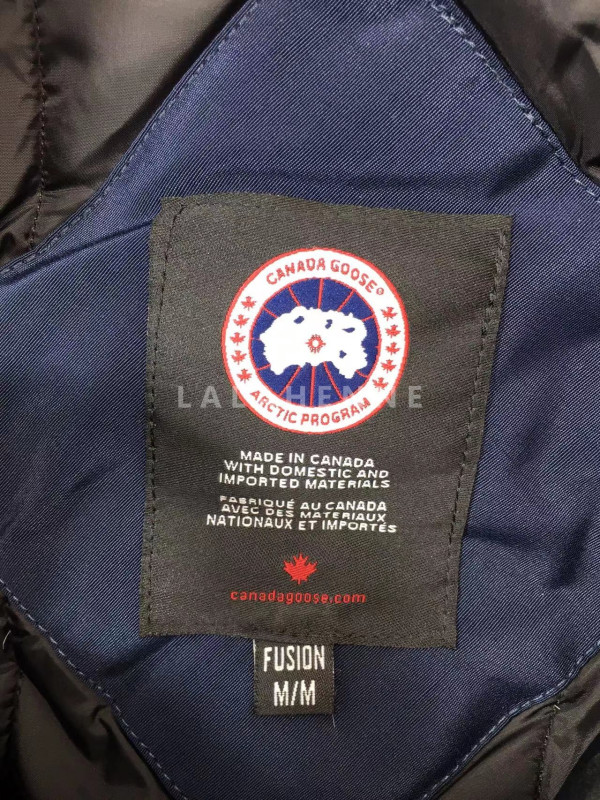 CANADA GOOSE®
ARCTIC PROGRAM
MADE IN CANADA
WITH DOMESTIC AND
IMPORTED MATERIALS
FABRIQUÉ AU CANADA
AVEC DES MATERIAUX
NATIONAUX ET IMPORTÉS
canadagoose.com
FUSION
M/M